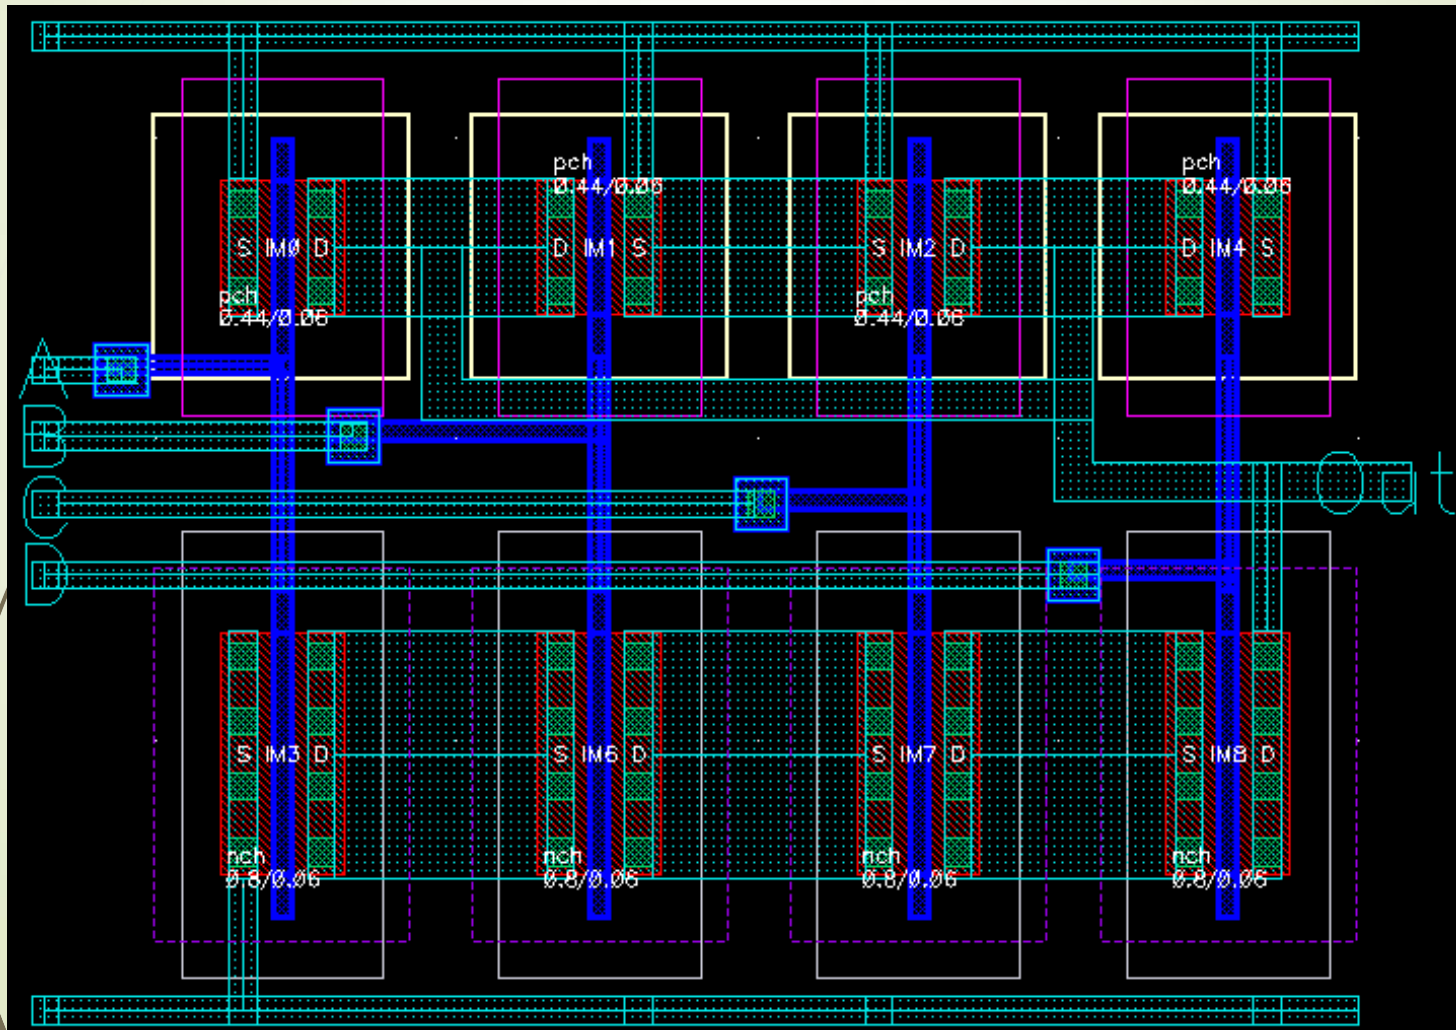 pch
0.44/0.06
pch
0.44/0.06
S IM0 D
D IM1 S
S IM2 D
D IM4 S
pch
0.44/0.06
pch
0.44/0.06
A
B
C
Out
D
S IM3 D
S IM6 D
S IM7 D
S IM8 D
nch
0.8/0.06
nch
0.8/0.06
nch
0.8/0.06
nch
0.8/0.06